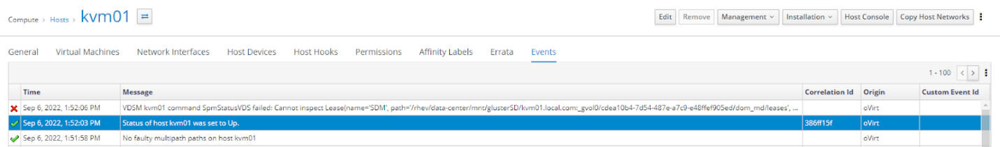 Compute › Hosts › kvm01 Edit Remove Management Installation Host Console Copy Host Networks
General Virtual Machines Network Interfaces Host Devices Host Hooks Permissions Affinity Labels Errata Events
1 - 100
Time Message Correlation Id Origin Custom Event Id
Sep 6, 2022, 1:52:06 PM VDSM kvm01 command SpmStatusVDS failed: Cannot inspect Lease(name='SDM', path='/rhev/data-center/mnt/glusterSD/kvm01.local.com:_gvol0/cdea10b4-7d54-487e-a7c9-e48ffef905ed/dom_md/leases', ... oVirt
Sep 6, 2022, 1:52:03 PM Status of host kvm01 was set to Up. 386ff15f oVirt
Sep 6, 2022, 1:51:58 PM No faulty multipath paths on host kvm01 oVirt